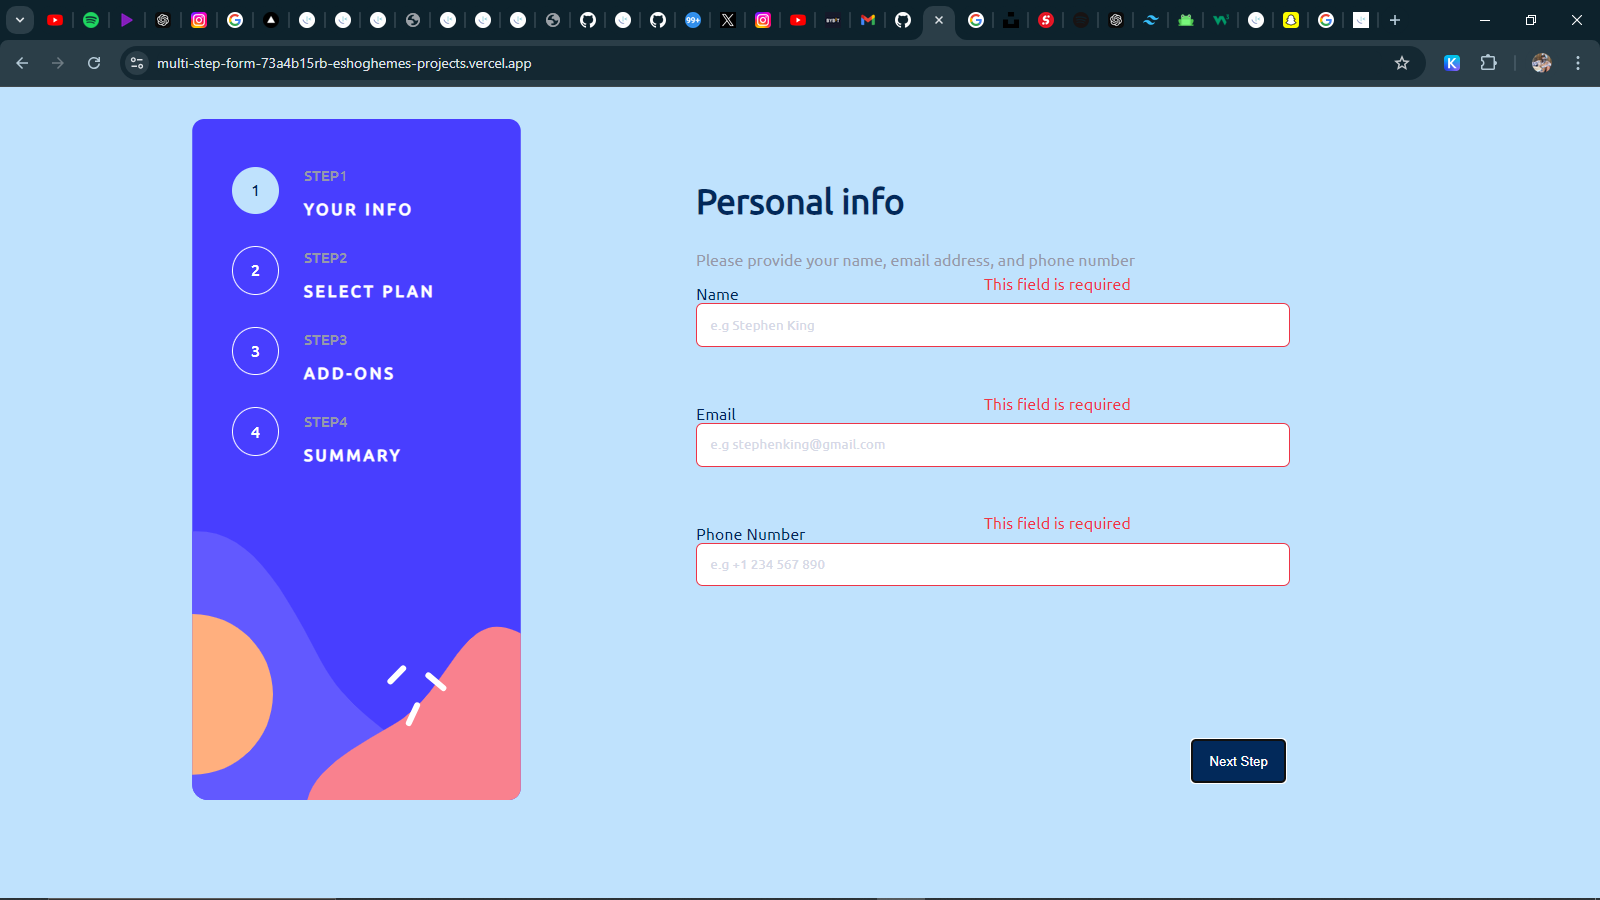 99+
BYBIT
multi-step-form-73a4b15rb-eshoghemes-projects.vercel.app
1
STEP1
YOUR INFO
2
STEP2
SELECT PLAN
3
STEP3
ADD-ONS
4
STEP4
SUMMARY
Personal info
Please provide your name, email address, and phone number
Name
This field is required
e.g Stephen King
Email
This field is required
e.g stephenking@gmail.com
Phone Number
This field is required
e.g +1 234 567 890
Next Step